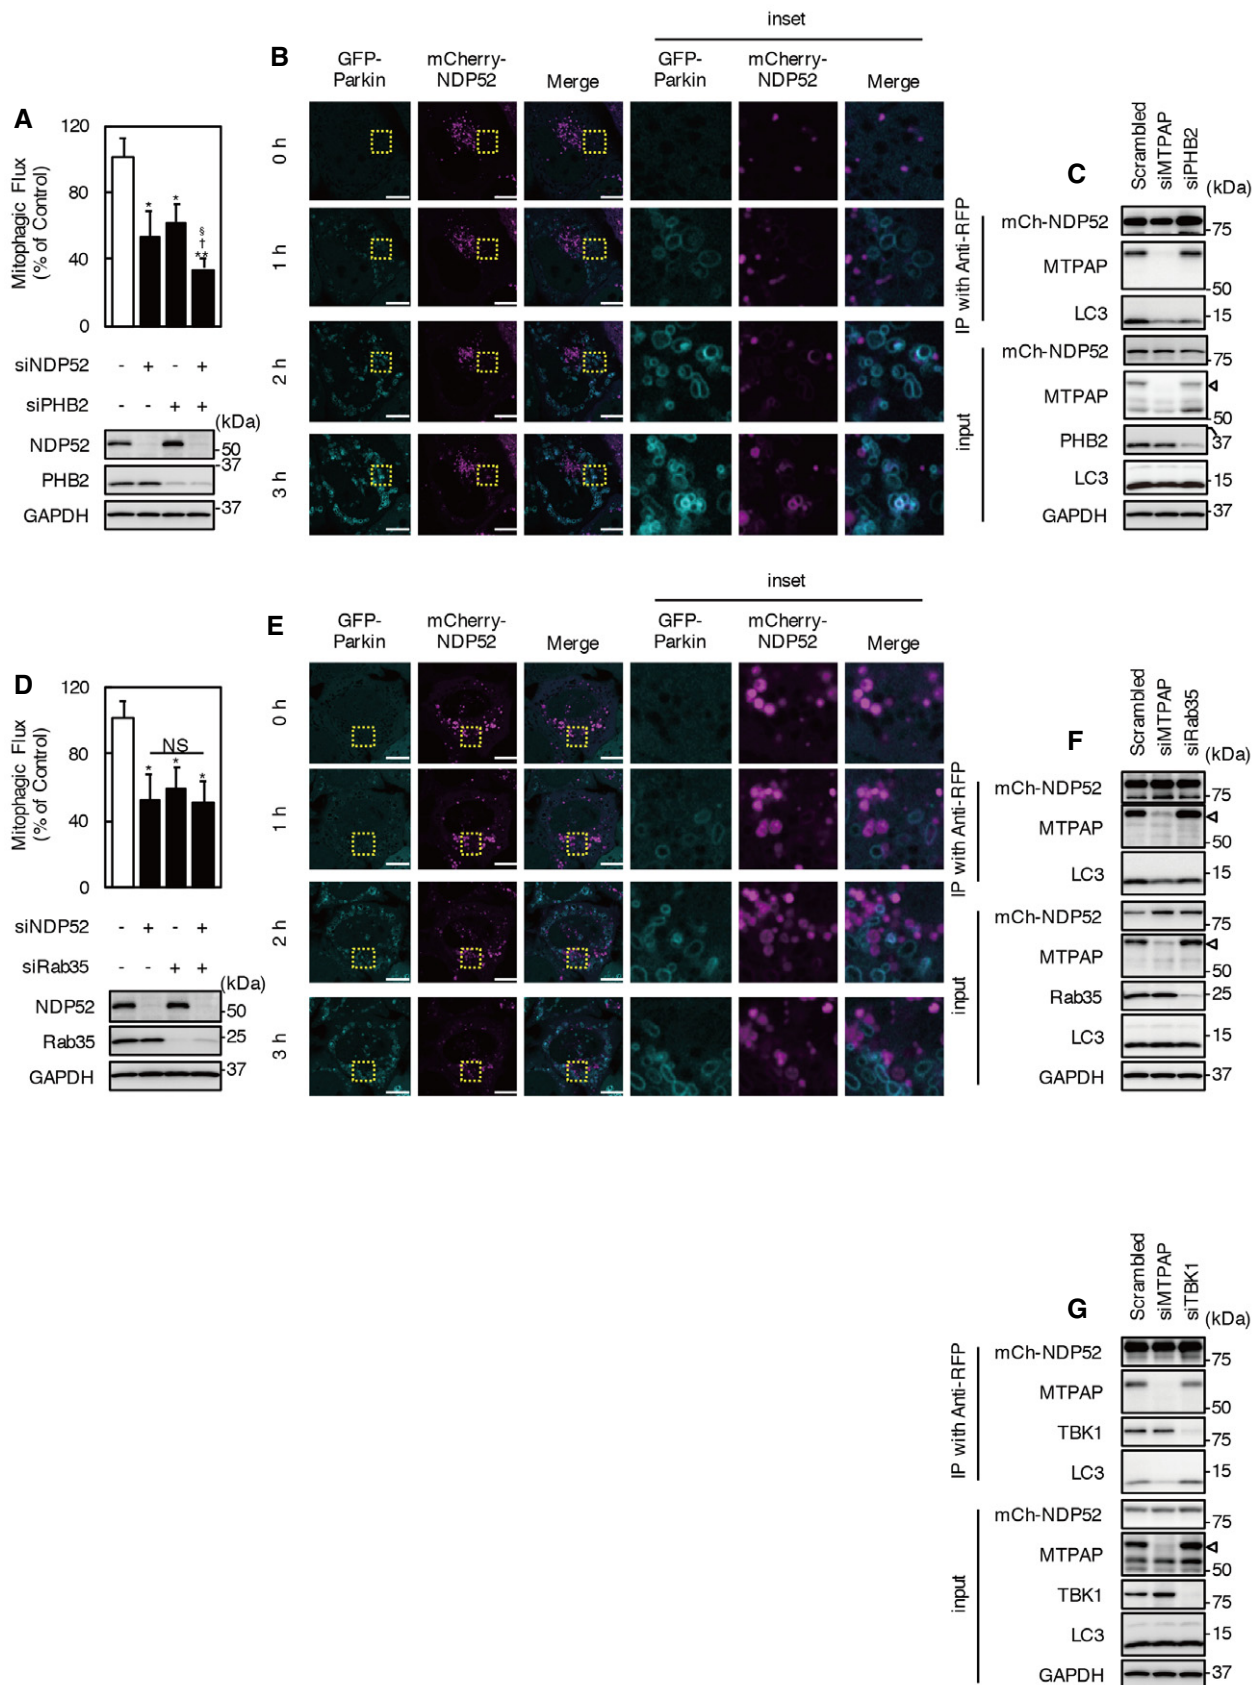 A
120
80
40
0
Mitophagic Flux
(% of Control)
*
*
§
†
**
siNDP52 - + - +
siPHB2 - - + +
(kDa)
NDP52 -50
-37
PHB2
GAPDH -37
B
inset
GFP-Parkin
mCherry-NDP52
Merge
GFP-Parkin
mCherry-NDP52
Merge
0 h
1 h
2 h
3 h
C
Scrambled
siMTPAP
siPHB2
(kDa)
IP with Anti-RFP
mCh-NDP52 -75
MTPAP -50
LC3 -15
input
mCh-NDP52 -75
MTPAP -50
PHB2 37
LC3 -15
GAPDH -37
D
120
80
40
0
Mitophagic Flux
(% of Control)
NS
*
*
*
siNDP52 - + - +
siRab35 - - + +
(kDa)
NDP52 -50
Rab35 -25
GAPDH -37
E
inset
GFP-Parkin
mCherry-NDP52
Merge
GFP-Parkin
mCherry-NDP52
Merge
0 h
1 h
2 h
3 h
F
Scrambled
siMTPAP
siRab35
(kDa)
IP with Anti-RFP
mCh-NDP52 -75
MTPAP -50
LC3 -15
input
mCh-NDP52 -75
MTPAP -50
Rab35 -25
LC3 -15
GAPDH -37
G
Scrambled
siMTPAP
siTBK1
(kDa)
IP with Anti-RFP
mCh-NDP52 -75
MTPAP -50
TBK1 -75
LC3 -15
input
mCh-NDP52 -75
MTPAP -50
TBK1 -75
LC3 -15
GAPDH -37